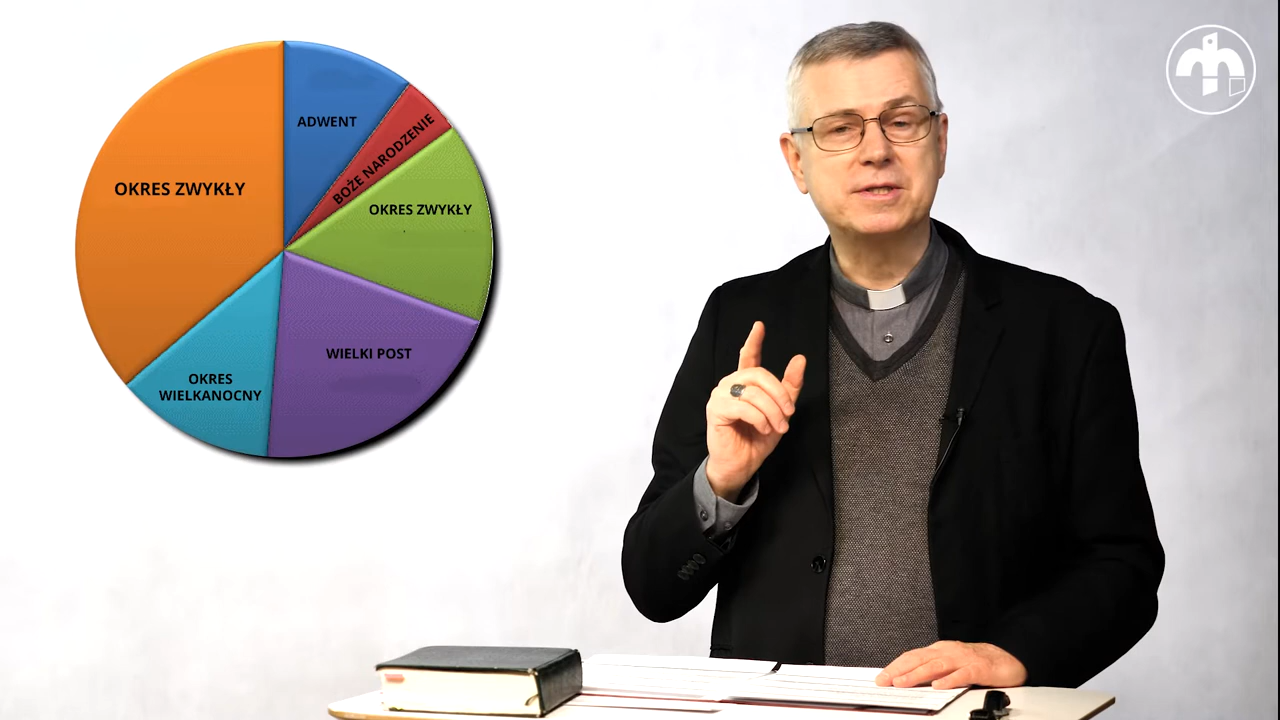 ADWENT
BOŻE NARODZENIE
OKRES ZWYKŁY
OKRES ZWYKŁY
WIELKI POST
OKRES
WIELKANOCNY